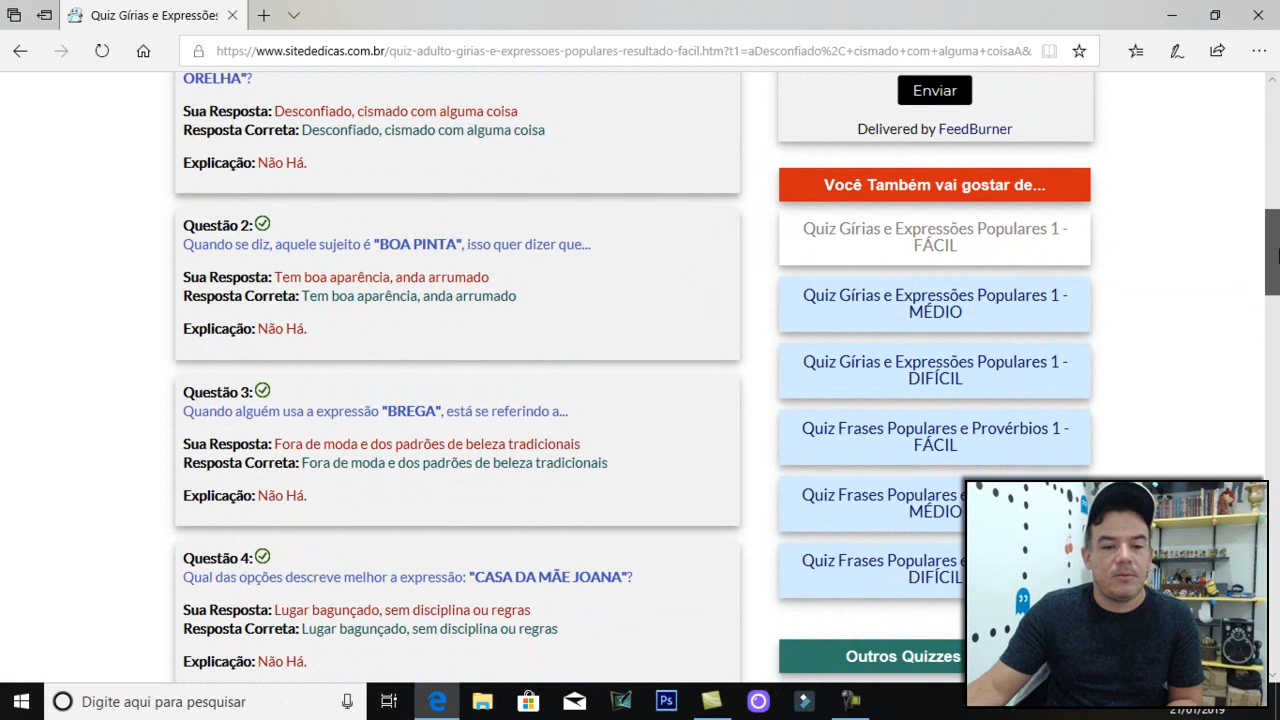 Quiz Gírias e Expressões
https://www.sitededicas.com.br/quiz-adulto-girias-e-expressoes-populares-resultado-facil.htm?t1=aDesconfiado%2C+cismado+com+alguma+coisaA&
ORELHA"?
Sua Resposta: Desconfiado, cismado com alguma coisa
Resposta Correta: Desconfiado, cismado com alguma coisa
Explicação: Não Há.
Questão 2:
Quando se diz, aquele sujeito é "BOA PINTA", isso quer dizer que...
Sua Resposta: Tem boa aparência, anda arrumado
Resposta Correta: Tem boa aparência, anda arrumado
Explicação: Não Há.
Questão 3:
Quando alguém usa a expressão "BREGA", está se referindo a...
Sua Resposta: Fora de moda e dos padrões de beleza tradicionais
Resposta Correta: Fora de moda e dos padrões de beleza tradicionais
Explicação: Não Há.
Questão 4:
Qual das opções descreve melhor a expressão: "CASA DA MÃE JOANA"?
Sua Resposta: Lugar bagunçado, sem disciplina ou regras
Resposta Correta: Lugar bagunçado, sem disciplina ou regras
Explicação: Não Há.
Enviar
Delivered by FeedBurner
Você Também vai gostar de...
Quiz Gírias e Expressões Populares 1 -
FÁCIL
Quiz Gírias e Expressões Populares 1 -
MÉDIO
Quiz Gírias e Expressões Populares 1 -
DIFÍCIL
Quiz Frases Populares e Provérbios 1 -
FÁCIL
Quiz Frases Populares e
MÉDIO
Quiz Frases Populares e
DIFÍCIL
Outros Quizzes
Digite aqui para pesquisar
Ps
21/01/2019